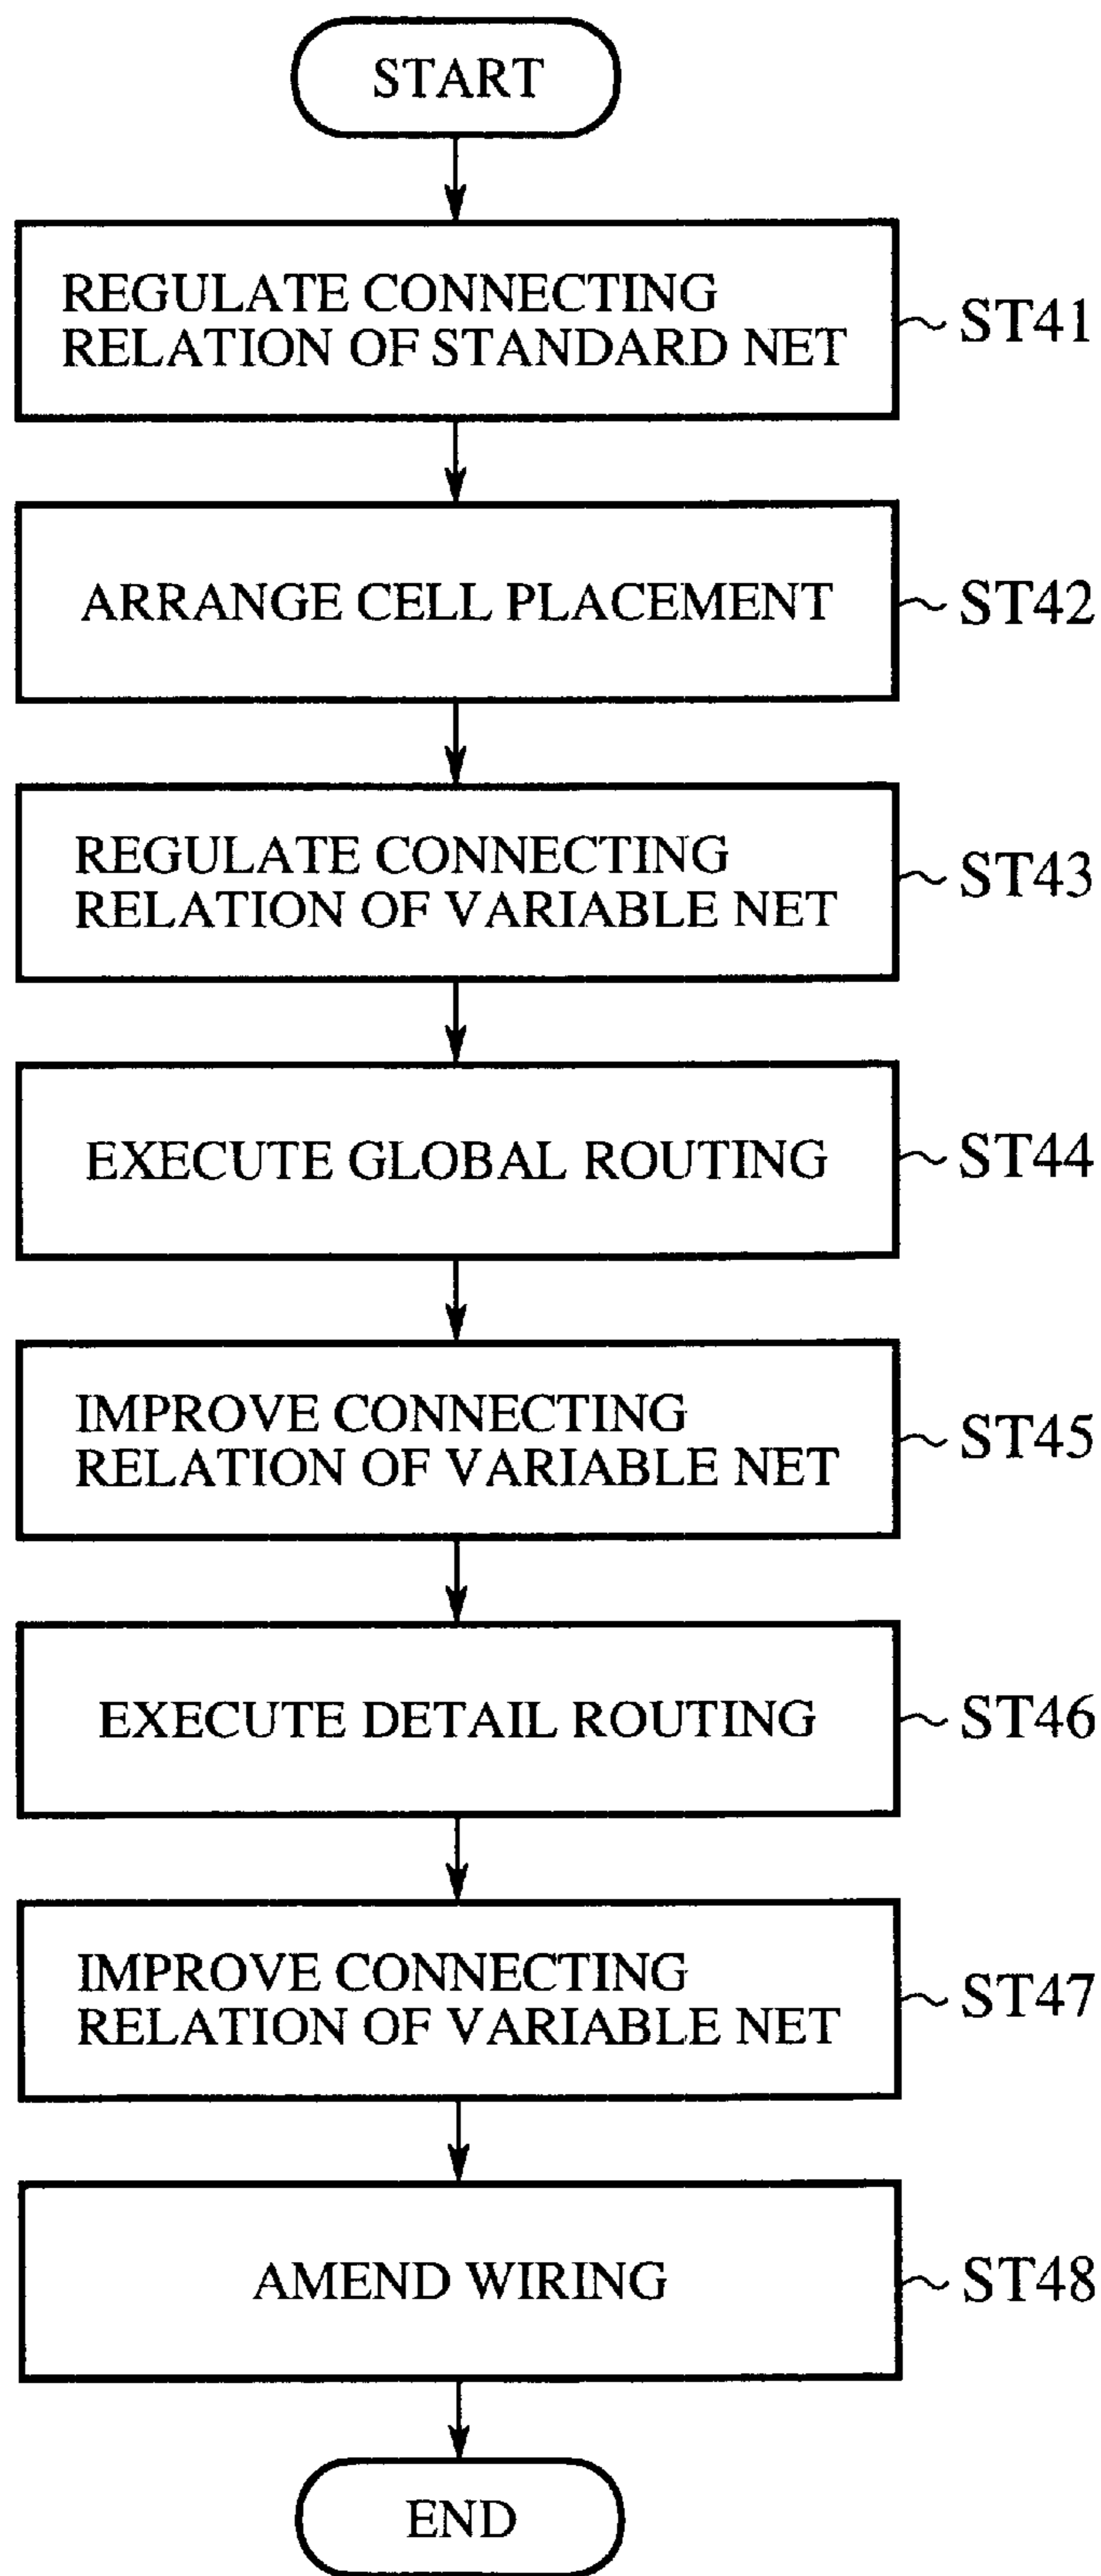 START
REGULATE CONNECTING
RELATION OF STANDARD NET
ST41
ARRANGE CELL PLACEMENT
ST42
REGULATE CONNECTING
RELATION OF VARIABLE NET
ST43
EXECUTE GLOBAL ROUTING
ST44
IMPROVE CONNECTING
RELATION OF VARIABLE NET
ST45
EXECUTE DETAIL ROUTING
ST46
IMPROVE CONNECTING
RELATION OF VARIABLE NET
ST47
AMEND WIRING
ST48
END